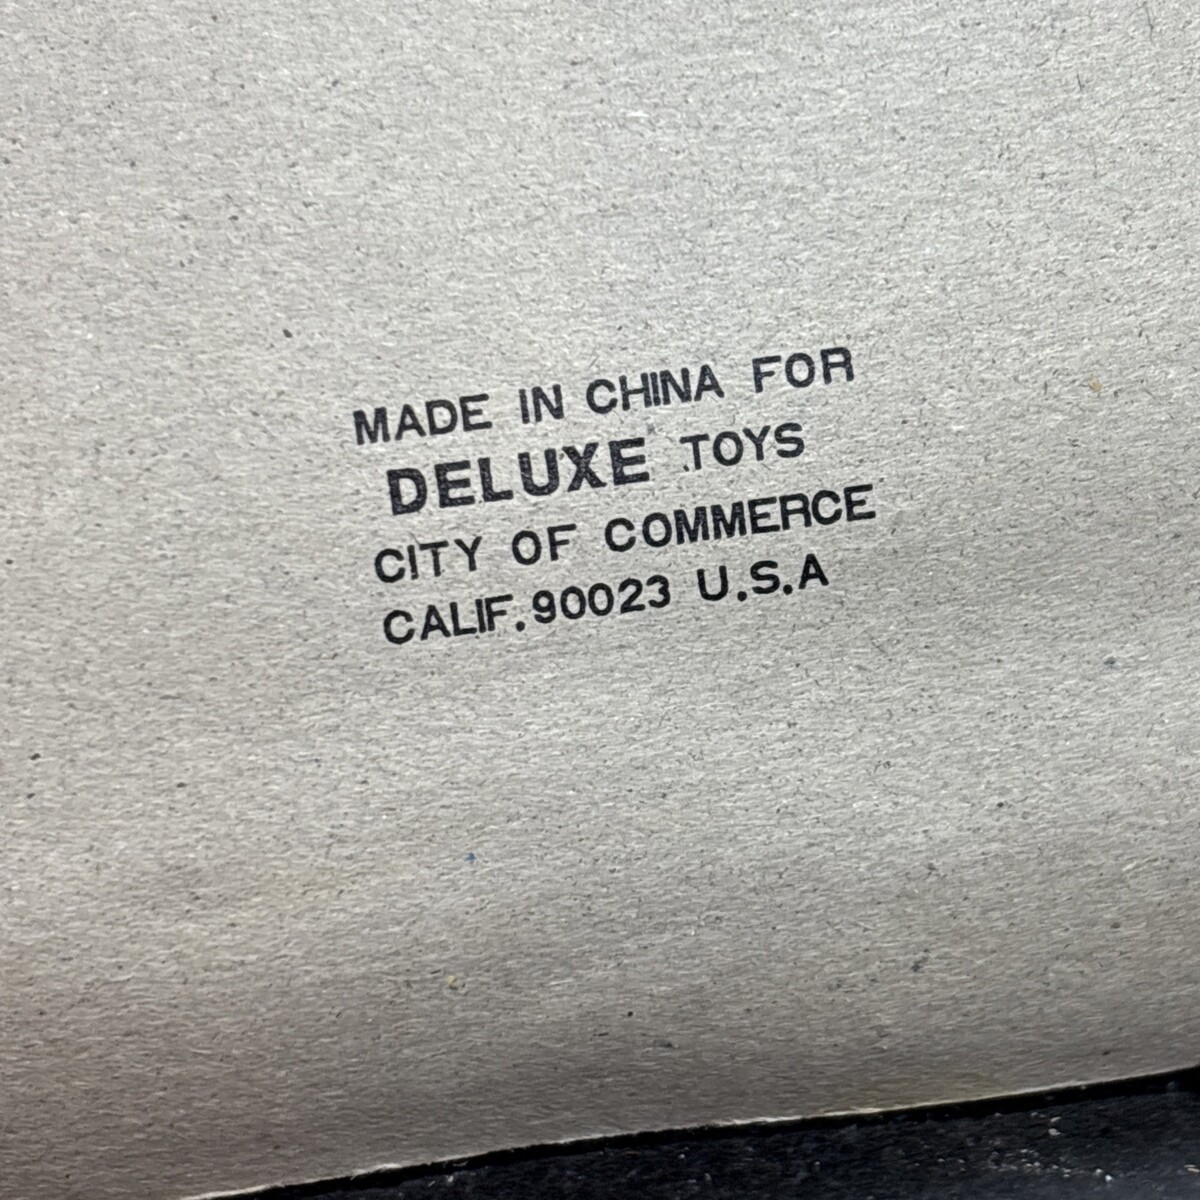 MADE IN CHINA FOR
DELUXE TOYS
CITY OF COMMERCE
CALIF.90023 U.S.A